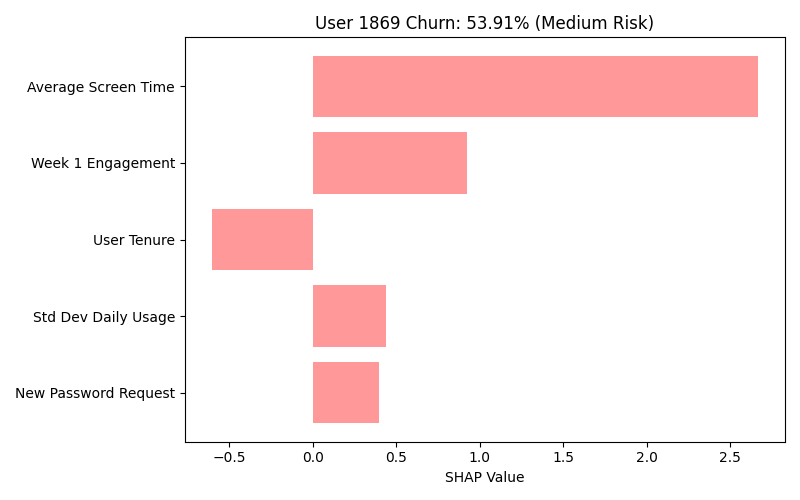 User 1869 Churn: 53.91% (Medium Risk)
Average Screen Time
Week 1 Engagement
User Tenure
Std Dev Daily Usage
New Password Request
−0.5 0.0 0.5 1.0 1.5 2.0 2.5
SHAP Value